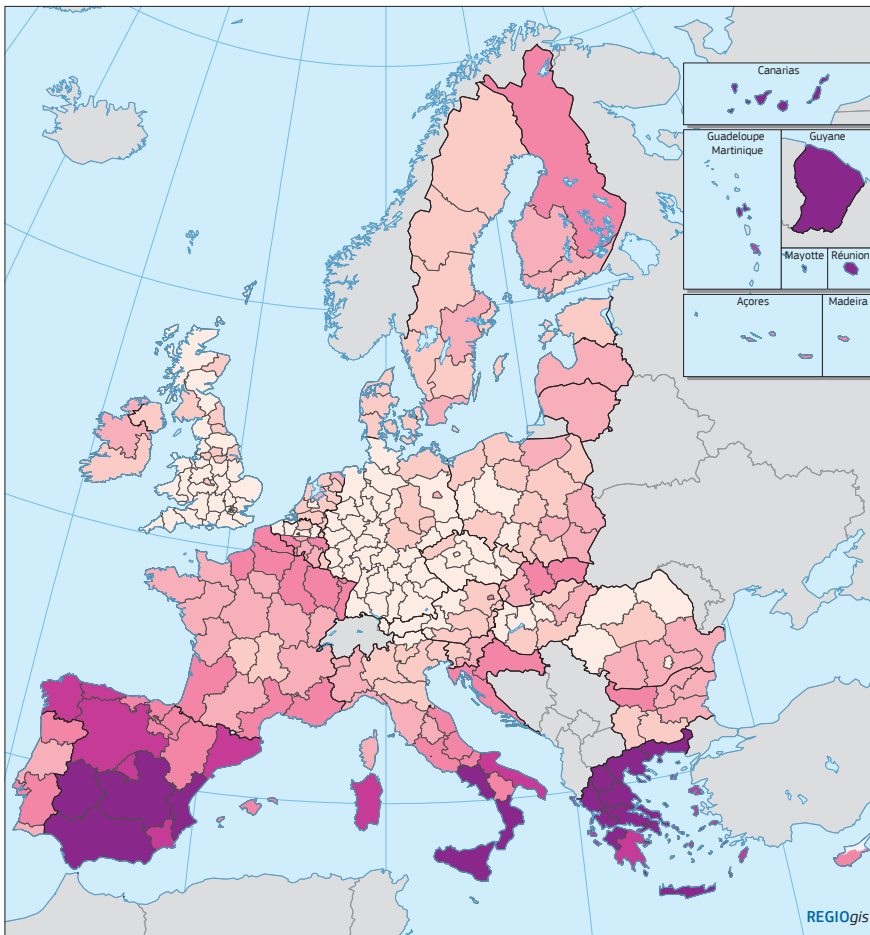 Canarias
Guadeloupe
Martinique
Guyane
Mayotte
Réunion
Açores
Madeira
REGIOgis